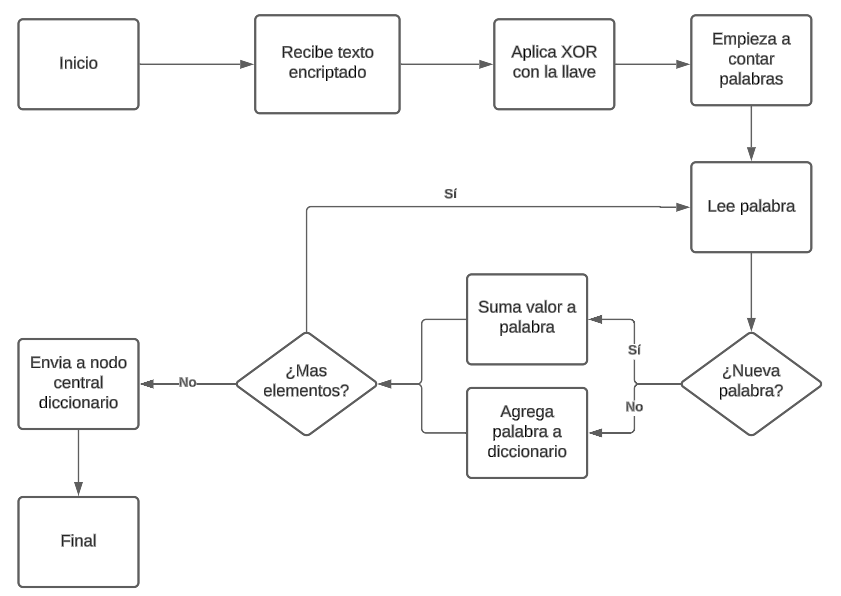 Inicio
Recibe texto
encriptado
Aplica XOR
con la llave
Empieza a
contar
palabras
Sí
Lee palabra
Suma valor a
palabra
Sí
¿Nueva
palabra?
No
Agrega
palabra a
diccionario
¿Mas
elementos?
No
Envia a nodo
central
diccionario
Final